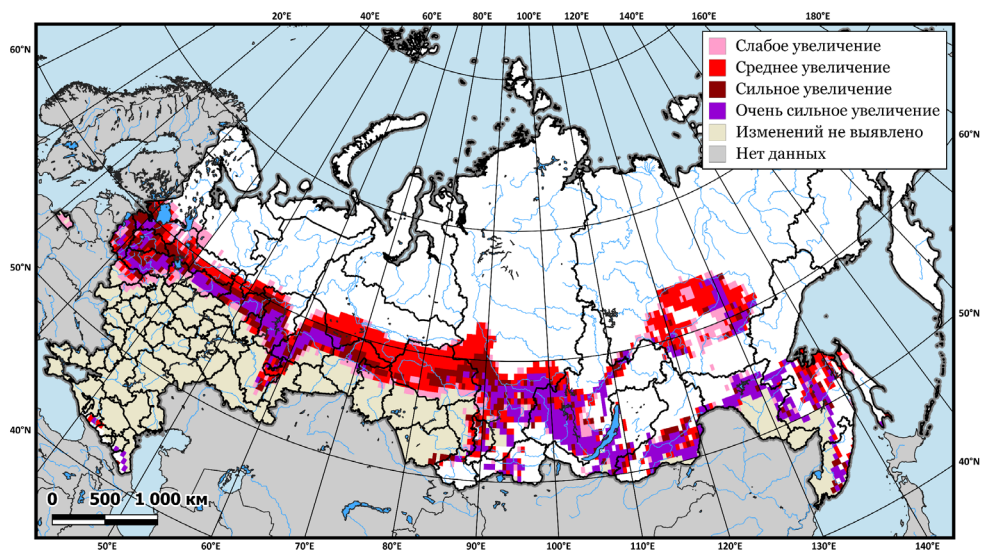 20°E 40°E 60°E 80°E 100°E 120°E 140°E 160°E 180°E
60°N
50°N
40°N
60°N
50°N
40°N
Слабое увеличение
Среднее увеличение
Сильное увеличение
Очень сильное увеличение
Изменений не выявлено
Нет данных
0 500 1 000 км
50°E 60°E 70°E 80°E 90°E 100°E 110°E 120°E 130°E 140°E